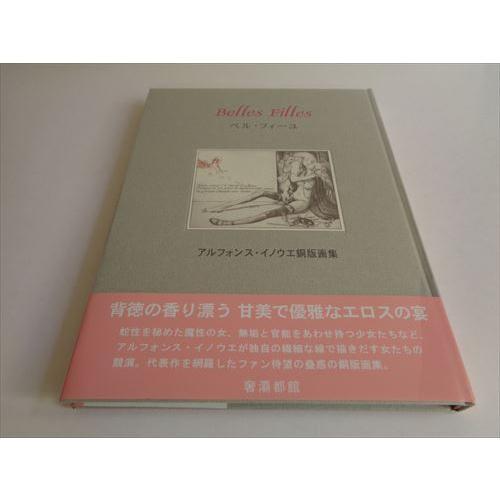 Belles Filles
ベル・フィーユ
アルフォンス・イノウエ銅版画集
背徳の香り漂う 甘美で優雅なエロスの宴
蛇性を秘めた魔性の女、無垢と官能をあわせ持つ少女たちなど、
アルフォンス・イノウエが独自の繊細な線で描きだす女たちの
競演。代表作を網羅したファン待望の蠱惑の銅版画集。
奢灞都館